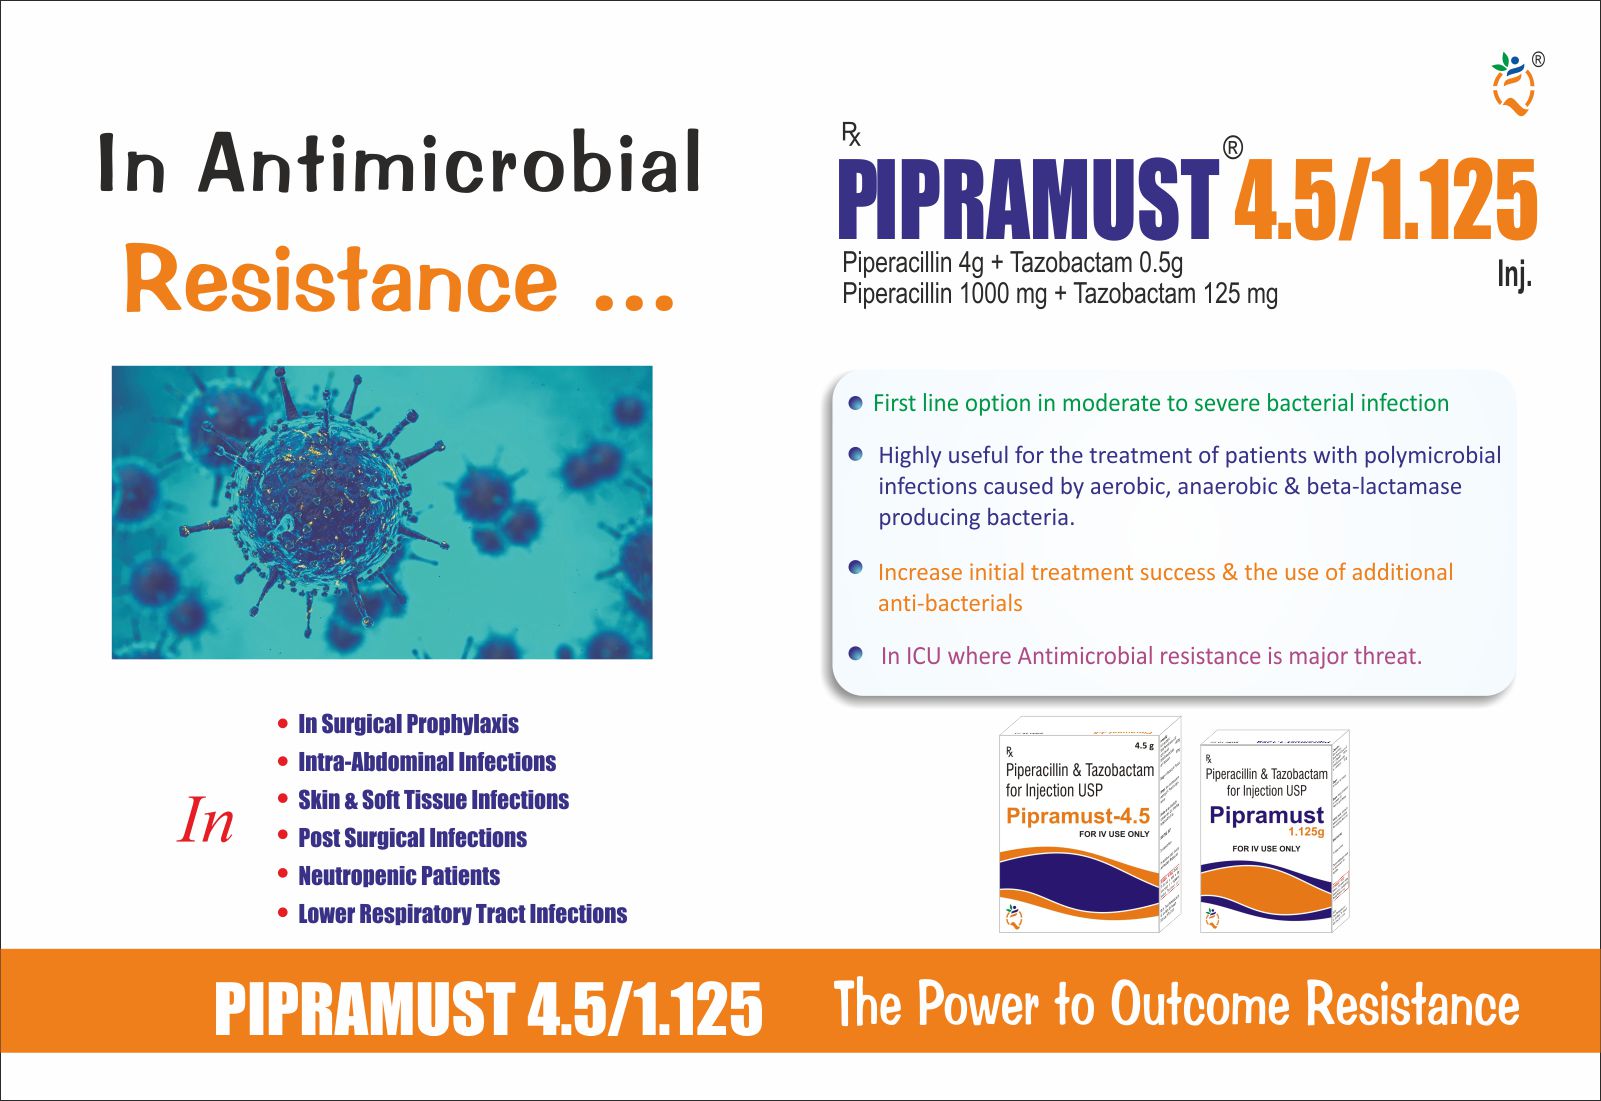 In Antimicrobial
Resistance ...
In
• In Surgical Prophylaxis
• Intra-Abdominal Infections
• Skin & Soft Tissue Infections
• Post Surgical Infections
• Neutropenic Patients
• Lower Respiratory Tract Infections
®
Rx
PIPRAMUST® 4.5/1.125
Piperacillin 4g + Tazobactam 0.5g
Inj.
Piperacillin 1000 mg + Tazobactam 125 mg
• First line option in moderate to severe bacterial infection
• Highly useful for the treatment of patients with polymicrobial
infections caused by aerobic, anaerobic & beta-lactamase
producing bacteria.
• Increase initial treatment success & the use of additional
anti-bacterials
• In ICU where Antimicrobial resistance is major threat.
4.5 g
Rx
Piperacillin & Tazobactam
for Injection USP
Pipramust-4.5
FOR IV USE ONLY
Rx
Piperacillin & Tazobactam
for Injection USP
Pipramust
1.125g
FOR IV USE ONLY
PIPRAMUST 4.5/1.125 The Power to Outcome Resistance